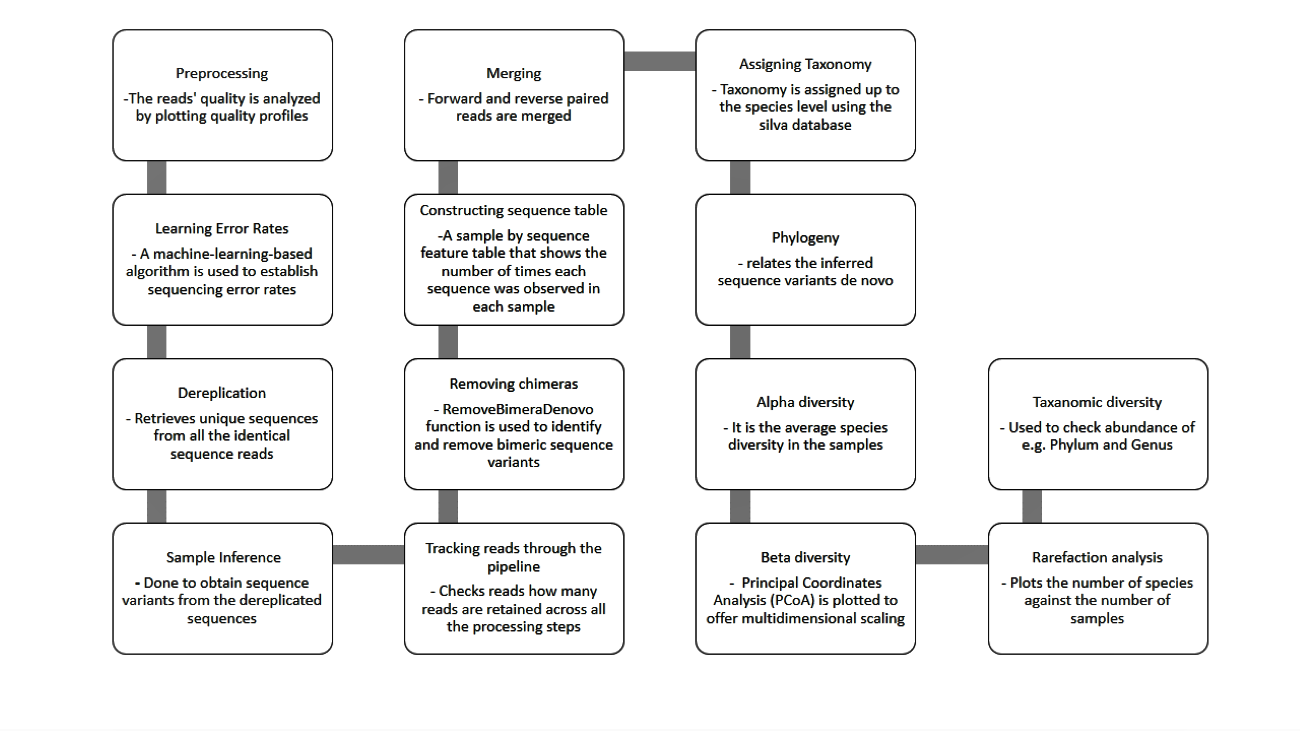 Preprocessing
-The reads' quality is analyzed
by plotting quality profiles
Learning Error Rates
- A machine-learning-based
algorithm is used to establish
sequencing error rates
Dereplication
- Retrieves unique sequences
from all the identical
sequence reads
Sample Inference
- Done to obtain sequence
variants from the dereplicated
sequences
Merging
- Forward and reverse paired
reads are merged
Constructing sequence table
-A sample by sequence
feature table that shows the
number of times each
sequence was observed in
each sample
Removing chimeras
- RemoveBimeraDenovo
function is used to identify
and remove bimeric sequence
variants
Tracking reads through the
pipeline
- Checks reads how many
reads are retained across all
the processing steps
Assigning Taxonomy
- Taxonomy is assigned up to
the species level using the
silva database
Phylogeny
- relates the inferred
sequence variants de novo
Alpha diversity
- It is the average species
diversity in the samples
Beta diversity
- Principal Coordinates
Analysis (PCoA) is plotted to
offer multidimensional scaling
Taxanomic diversity
- Used to check abundance of
e.g. Phylum and Genus
Rarefaction analysis
- Plots the number of species
against the number of
samples